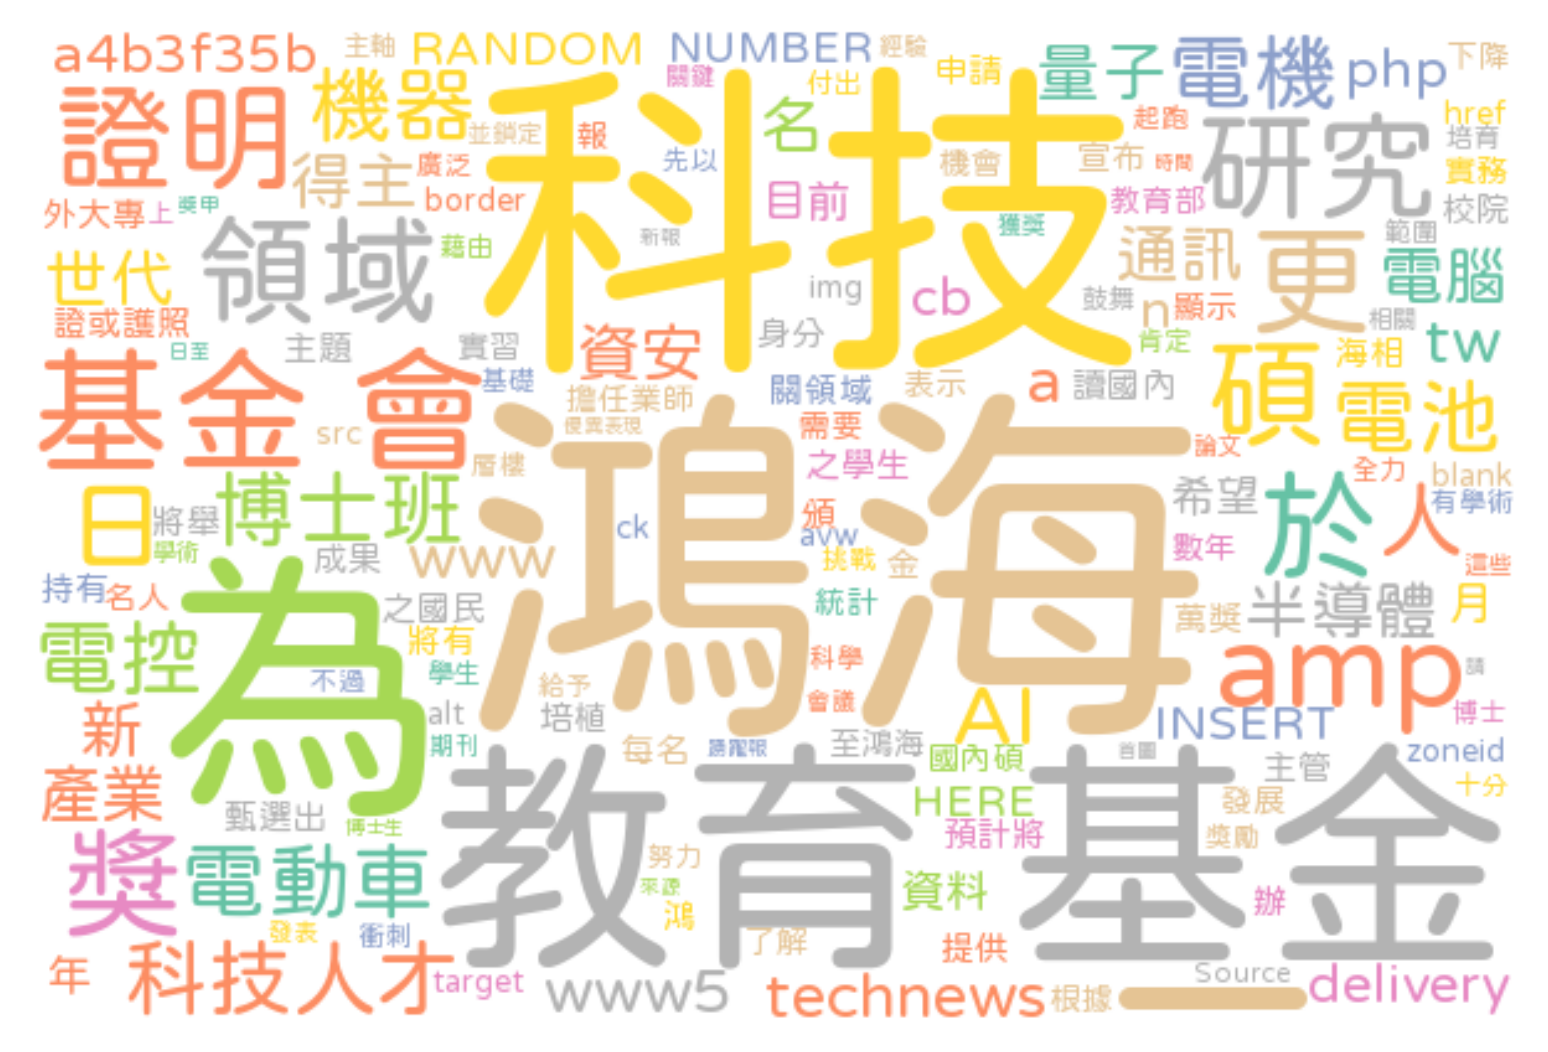 a4b3f35b 主軸 RANDOM NUMBER 經驗 量子 電機 php 下降
證明 機器 關鍵 付出 申請 href
並鎖定 報 科技 名 起跑 研究 培育
得主 廣泛 先以 機會 宣布 時間 實務
外大專 上 獎甲 border 目前 獲獎 教育部 校院
領域 藉由 新報 通訊 更 範圍
世代 img cb 鼓舞 n 顯示 電腦
證或護照 身分 肯定 相關 tw
日至 主題 實習 資安 海相
基金會 基礎 擔任業師 關領域 表示 a 讀國內 碩 電池
src 優異表現 需要 論文
層樓 鴻海 之學生 全力 blank
日 將舉 博士班 頒 希望 於 人 有學術
學術 成果 www ck avw 挑戰 金 數年 這些
持有 名人 為 之國民 統計 萬獎 半導體 月
電控 不過 將有 學生 科學 amp 請
新 alt 給予 培植 會議 AI INSERT 博士
期刊 每名 踴躍報 至鴻海 國內碩 首圖 主管 zoneid
產業 甄選出 博士生 教育基金 HERE 發展 十分
獎 電動車 努力 預計將 獎勵
來源 資料 辦
發表 衝刺 鴻 了解 提供
年 科技人才 target www5 technews 根據 一 Source delivery